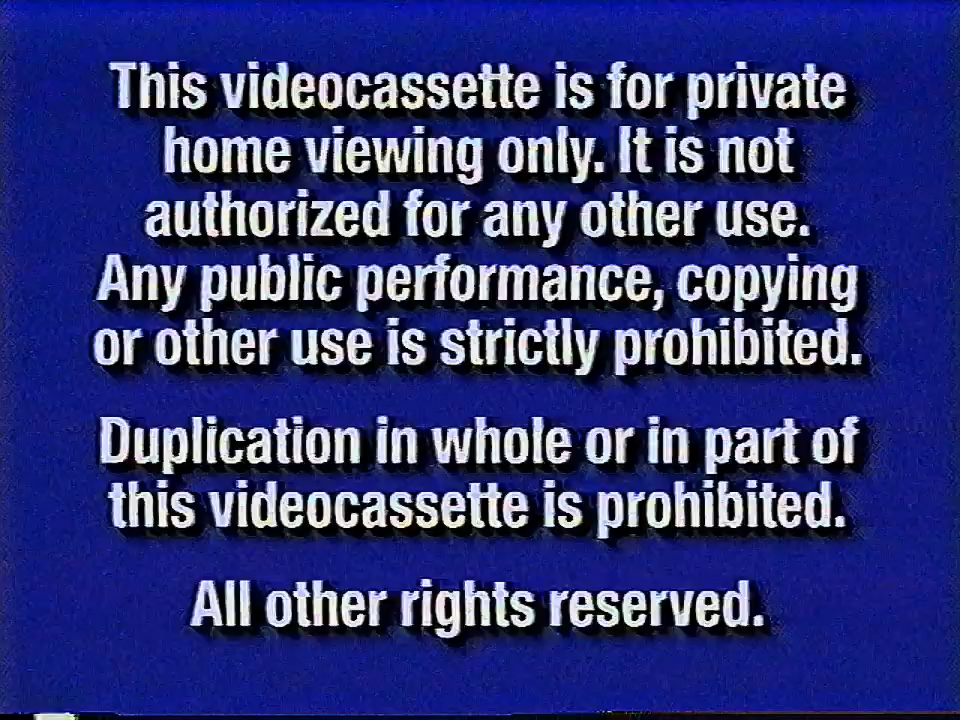 This videocassette is for private
home viewing only. It is not
authorized for any other use.
Any public performance, copying
or other use is strictly prohibited.
Duplication in whole or in part of
this videocassette is prohibited.
All other rights reserved.